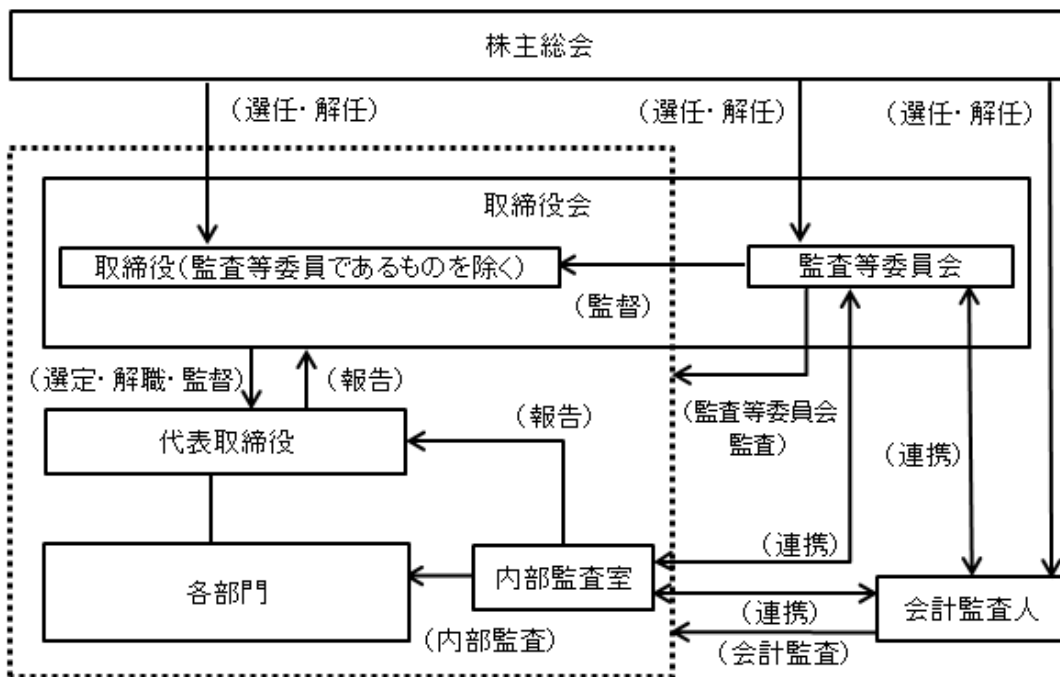 株主総会
（選任・解任）
（選任・解任）
（選任・解任）
取締役会
取締役（監査等委員であるものを除く）
監査等委員会
（監督）
（選定・解職・監督）
（報告）
（監査等委員会
監査）
（報告）
代表取締役
（連携）
（連携）
各部門
内部監査室
会計監査人
（連携）
（内部監査）
（会計監査）